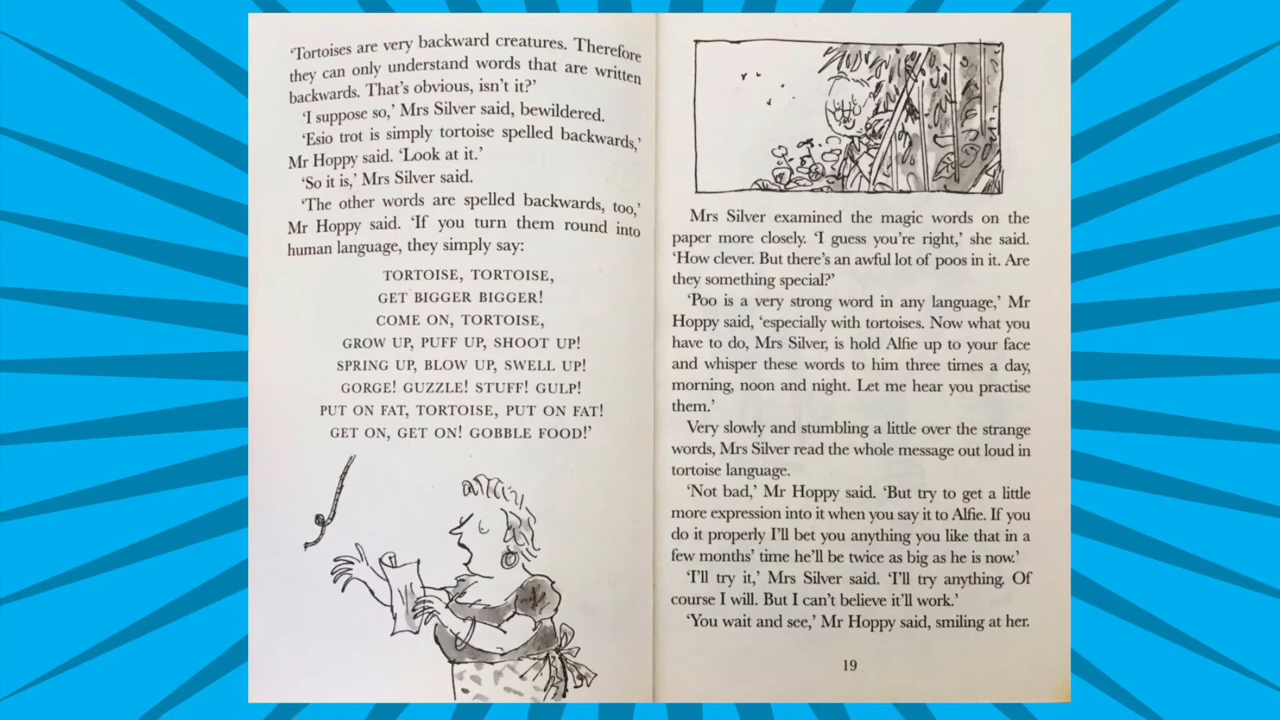 ‘Tortoises are very backward creatures. Therefore
they can only understand words that are written
backwards. That’s obvious, isn’t it?’
‘I suppose so,’ Mrs Silver said, bewildered.
‘Esio trot is simply tortoise spelled backwards,’
Mr Hoppy said. ‘Look at it.’
‘So it is,’ Mrs Silver said.
‘The other words are spelled backwards, too,’
Mr Hoppy said. ‘If you turn them round into
human language, they simply say:
TORTOISE, TORTOISE,
GET BIGGER BIGGER!
COME ON, TORTOISE,
GROW UP, PUFF UP, SHOOT UP!
SPRING UP, BLOW UP, SWELL UP!
GORGE! GUZZLE! STUFF! GULP!
PUT ON FAT, TORTOISE, PUT ON FAT!
GET ON, GET ON! GOBBLE FOOD!’
Mrs Silver examined the magic words on the
paper more closely. ‘I guess you’re right,’ she said.
‘How clever. But there’s an awful lot of poos in it. Are
they something special?’
‘Poo is a very strong word in any language,’ Mr
Hoppy said, ‘especially with tortoises. Now what you
have to do, Mrs Silver, is hold Alfie up to your face
and whisper these words to him three times a day,
morning, noon and night. Let me hear you practise
them.’
Very slowly and stumbling a little over the strange
words, Mrs Silver read the whole message out loud in
tortoise language.
‘Not bad,’ Mr Hoppy said. ‘But try to get a little
more expression into it when you say it to Alfie. If you
do it properly I’ll bet you anything you like that in a
few months’ time he’ll be twice as big as he is now.’
‘I’ll try it,’ Mrs Silver said. ‘I’ll try anything. Of
course I will. But I can’t believe it’ll work.’
‘You wait and see,’ Mr Hoppy said, smiling at her.
19